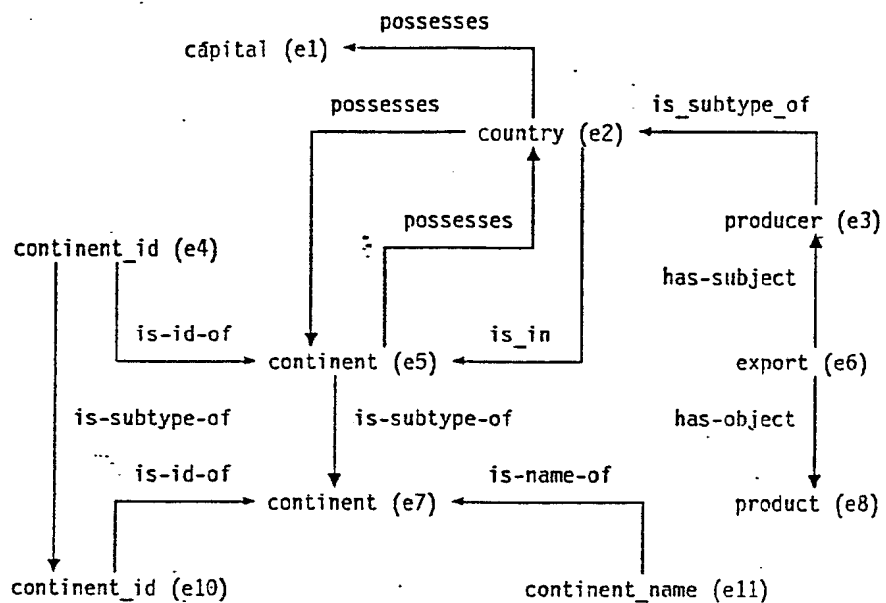 possesses
capital (e1)
possesses
is_subtype_of
country (e2)
possesses
producer (e3)
continent_id (e4)
has-subject
is-id-of
is_in
continent (e5)
export (e6)
is-subtype-of
is-subtype-of
has-object
is-id-of
is-name-of
continent (e7)
product (e8)
continent_id (e10)
continent_name (e11)